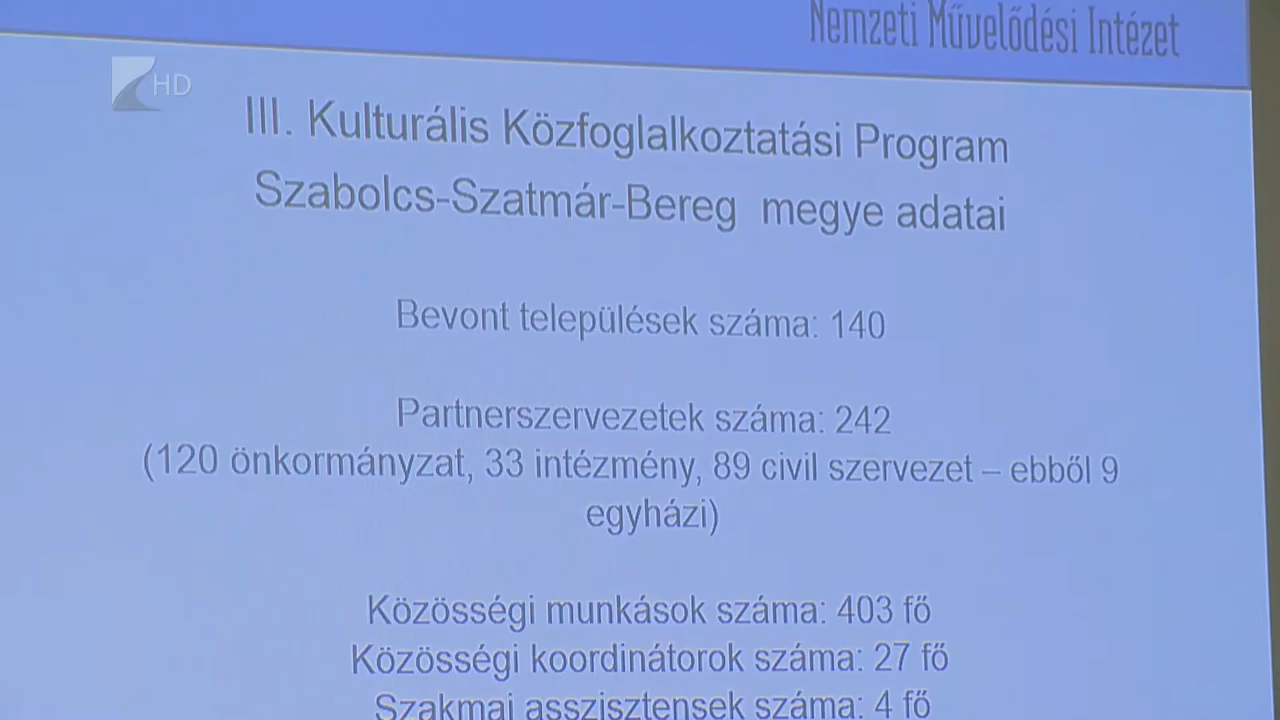 Nemzeti Művelődési Intézet
HD
III. Kulturális Közfoglalkoztatási Program
Szabolcs-Szatmár-Bereg megye adatai
Bevont települések száma: 140
Partnerszervezetek száma: 242
(120 önkormányzat, 33 intézmény, 89 civil szervezet – ebből 9
egyházi)
Közösségi munkások száma: 403 fő
Közösségi koordinátorok száma: 27 fő
Szakmai asszisztensek száma: 4 fő